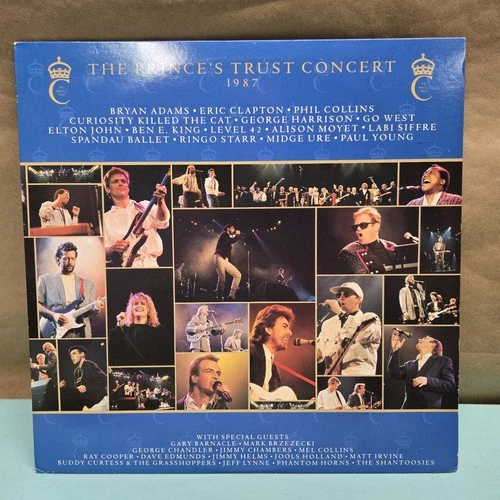 THE PRINCE'S TRUST CONCERT
1987
BRYAN ADAMS • ERIC CLAPTON • PHIL COLLINS
CURIOSITY KILLED THE CAT • GEORGE HARRISON • GO WEST
ELTON JOHN • BEN E. KING • LEVEL 42 • ALISON MOYET • LABI SIFFRE
SPANDAU BALLET • RINGO STARR • MIDGE URE • PAUL YOUNG
WITH SPECIAL GUESTS
GARY BARNACLE • MARK BRZEZECKI
GEORGE CHANDLER • JIMMY CHAMBERS • MEL COLLINS
RAY COOPER • DAVE EDMUNDS • JIMMY HELMS • JOOLS HOLLAND • MATT IRVINE
BUDDY CURTESS & THE GRASSHOPPERS • JEFF LYNNE • PHANTOM HORNS • THE SHANTOOSIES